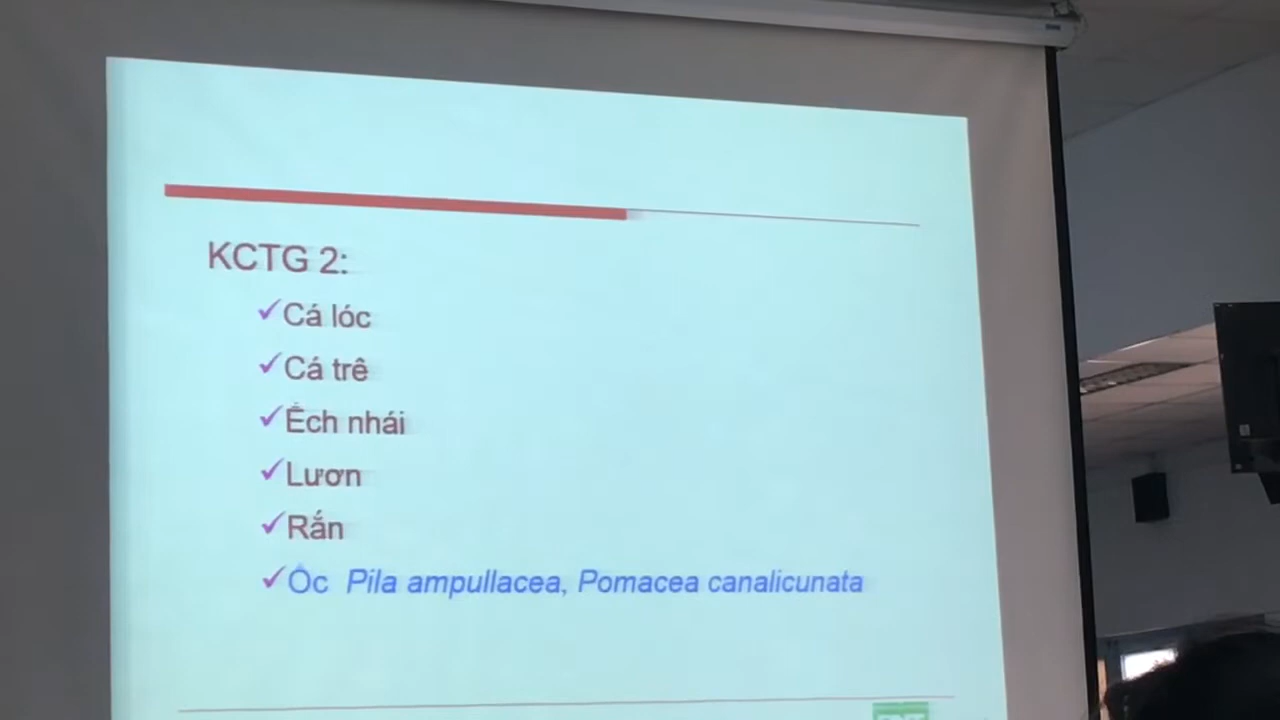 KCTG 2:
✓Cá lóc
✓Cá trê
✓Ếch nhái
✓Lươn
✓Rắn
✓Ốc Pila ampullacea, Pomacea canalicunata